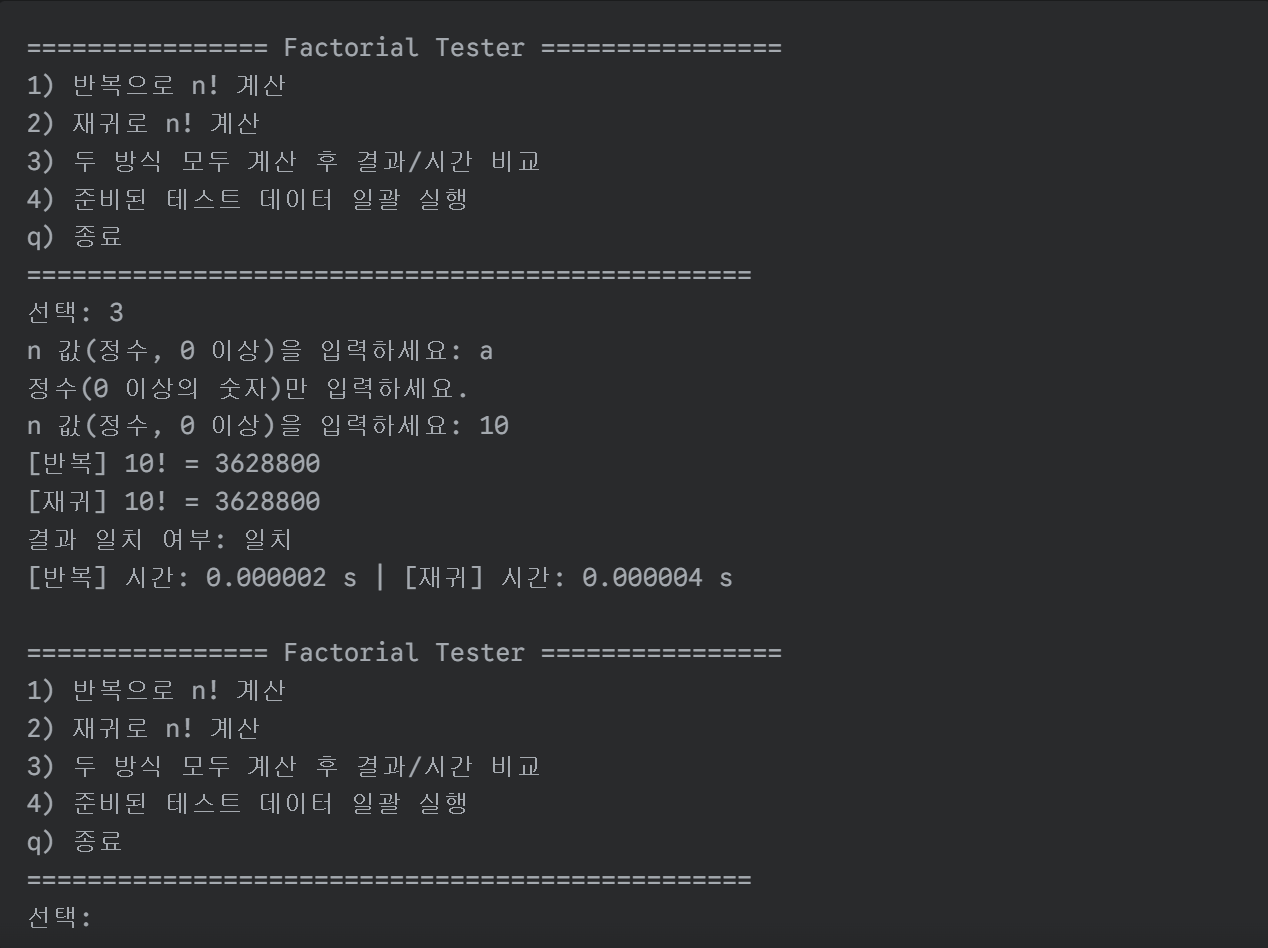 ================ Factorial Tester ================
1) 반복으로 n! 계산
2) 재귀로 n! 계산
3) 두 방식 모두 계산 후 결과/시간 비교
4) 준비된 테스트 데이터 일괄 실행
q) 종료
================================================
선택: 3
n 값(정수, 0 이상)을 입력하세요: a
정수(0 이상의 숫자)만 입력하세요.
n 값(정수, 0 이상)을 입력하세요: 10
[반복] 10! = 3628800
[재귀] 10! = 3628800
결과 일치 여부: 일치
[반복] 시간: 0.000002 s | [재귀] 시간: 0.000004 s
================ Factorial Tester ================
1) 반복으로 n! 계산
2) 재귀로 n! 계산
3) 두 방식 모두 계산 후 결과/시간 비교
4) 준비된 테스트 데이터 일괄 실행
q) 종료
================================================
선택: